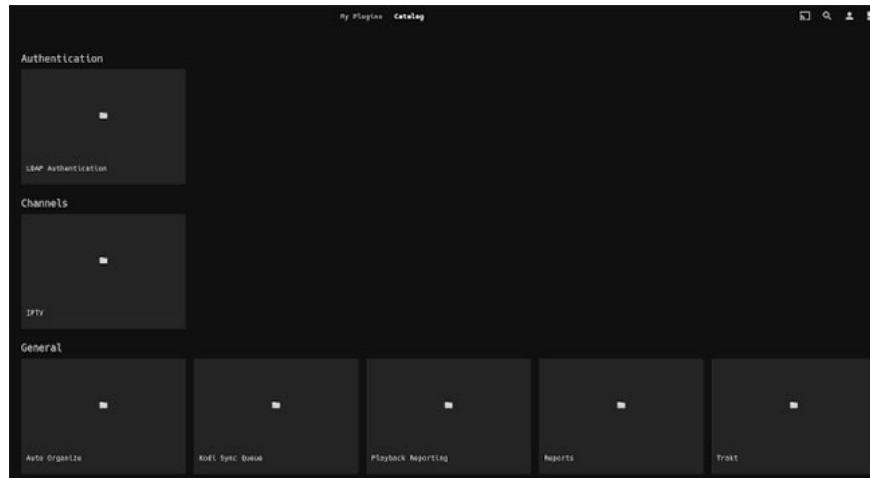 My Plugins Catalog
Authentication
LDAP Authentication
Channels
IPTV
General
Auto Organize Kodi Sync Queue Playback Reporting Reports Trakt